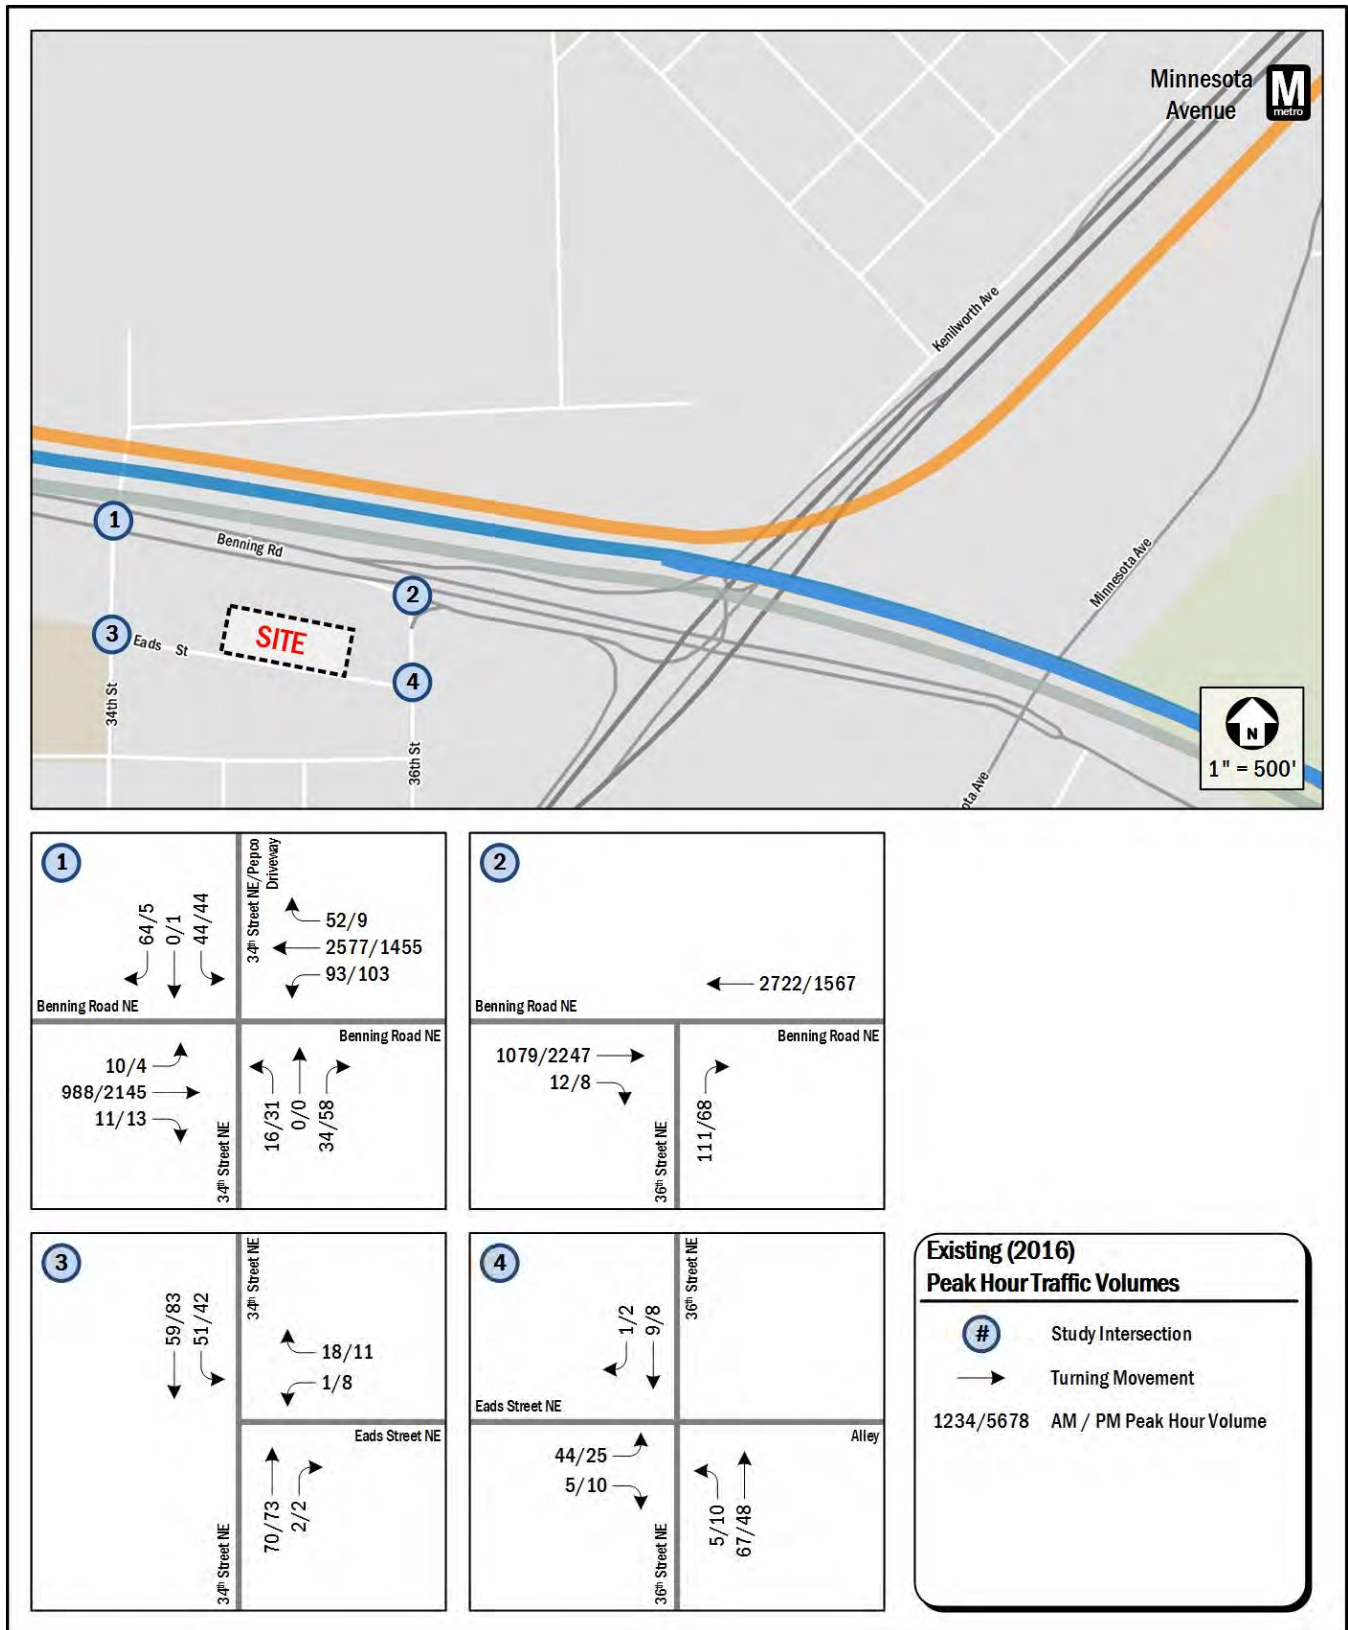 Minnesota
Avenue
M
metro
Kenilworth Ave
Benning Rd
Minnesota Ave
1
2
3
4
SITE
Eads St
34th St
36th St
ota Ave
N
1" = 500'
1
34th Street NE/Pepco
Driveway
64/5
0/1
44/44
52/9
2577/1455
93/103
Benning Road NE
Benning Road NE
10/4
988/2145
11/13
16/31
0/0
34/58
34th Street NE
2
2722/1567
Benning Road NE
Benning Road NE
1079/2247
12/8
111/68
36th Street NE
3
34th Street NE
59/83
51/42
18/11
1/8
Eads Street NE
70/73
2/2
34th Street NE
4
36th Street NE
1/2
9/8
Eads Street NE
Alley
44/25
5/10
5/10
67/48
36th Street NE
Existing (2016)
Peak Hour Traffic Volumes
# Study Intersection
Turning Movement
1234/5678 AM / PM Peak Hour Volume